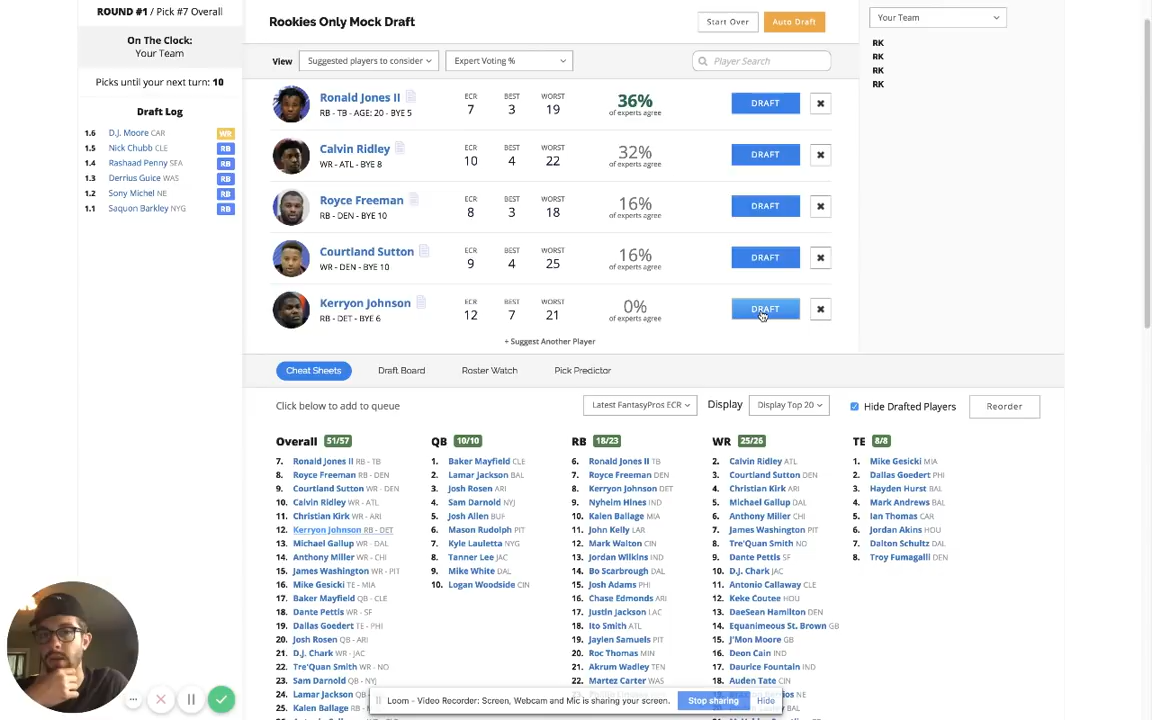 ROUND #1 / Pick #7 Overall
On The Clock:
Your Team
Picks until your next turn: 10
Draft Log
1.6 D.J. Moore CAR WR
1.5 Nick Chubb CLE RB
1.4 Rashaad Penny SEA RB
1.3 Derrius Guice WAS RB
1.2 Sony Michel NE RB
1.1 Saquon Barkley NYG RB
Rookies Only Mock Draft
Start Over
Auto Draft
View
Suggested players to consider
Expert Voting %
Player Search
Ronald Jones II
RB - TB - AGE: 20 - BYE 5
ECR BEST WORST
7 3 19
36%
of experts agree
DRAFT
Calvin Ridley
WR - ATL - BYE 8
ECR BEST WORST
10 4 22
32%
of experts agree
DRAFT
Royce Freeman
RB - DEN - BYE 10
ECR BEST WORST
8 3 18
16%
of experts agree
DRAFT
Courtland Sutton
WR - DEN - BYE 10
ECR BEST WORST
9 4 25
16%
of experts agree
DRAFT
Kerryon Johnson
RB - DET - BYE 6
ECR BEST WORST
12 7 21
0%
of experts agree
DRAFT
+ Suggest Another Player
Your Team
RK
RK
RK
RK
Cheat Sheets
Draft Board
Roster Watch
Pick Predictor
Click below to add to queue
Latest FantasyPros ECR
Display
Display Top 20
Hide Drafted Players
Reorder
Overall 51/57
7. Ronald Jones II RB - TB
8. Royce Freeman RB - DEN
9. Courtland Sutton WR - DEN
10. Calvin Ridley WR - ATL
11. Christian Kirk WR - ARI
12. Kerryon Johnson RB - DET
13. Michael Gallup WR - DAL
14. Anthony Miller WR - CHI
15. James Washington WR - PIT
16. Mike Gesicki TE - MIA
17. Baker Mayfield QB - CLE
18. Dante Pettis WR - SF
19. Dallas Goedert TE - PHI
20. Josh Rosen QB - ARI
21. D.J. Chark WR - JAC
22. Tre'Quan Smith WR - NO
23. Sam Darnold QB - NYJ
24. Lamar Jackson QB - BAL
25. Kalen Ballage
QB 10/10
1. Baker Mayfield CLE
2. Lamar Jackson BAL
3. Josh Rosen ARI
4. Sam Darnold NYJ
5. Josh Allen BUF
6. Mason Rudolph PIT
7. Kyle Lauletta NYG
8. Tanner Lee JAC
9. Mike White DAL
10. Logan Woodside CIN
RB 18/23
6. Ronald Jones II TB
7. Royce Freeman DEN
8. Kerryon Johnson DET
9. Nyheim Hines IND
10. Kalen Ballage MIA
11. John Kelly LAR
12. Mark Walton CIN
13. Jordan Wilkins IND
14. Bo Scarbrough DAL
15. Josh Adams PHI
16. Chase Edmonds ARI
17. Justin Jackson LAC
18. Ito Smith ATL
19. Jaylen Samuels PIT
20. Roc Thomas MIN
21. Akrum Wadley TEN
22. Martez Carter WAS
WR 25/26
2. Calvin Ridley ATL
3. Courtland Sutton DEN
4. Christian Kirk ARI
5. Michael Gallup DAL
6. Anthony Miller CHI
7. James Washington PIT
8. Tre'Quan Smith NO
9. Dante Pettis SF
10. D.J. Chark JAC
11. Antonio Callaway CLE
12. Keke Coutee HOU
13. DaeSean Hamilton DEN
14. Equanimeous St. Brown GB
15. J'Mon Moore GB
16. Deon Cain IND
17. Daurice Fountain IND
18. Auden Tate CIN
TE 8/8
1. Mike Gesicki MIA
2. Dallas Goedert PHI
3. Hayden Hurst BAL
4. Mark Andrews BAL
5. Ian Thomas CAR
6. Jordan Akins HOU
7. Dalton Schultz DAL
8. Troy Fumagalli DEN
Loom - Video Recorder: Screen, Webcam and Mic is sharing your screen.
Stop sharing
Hide